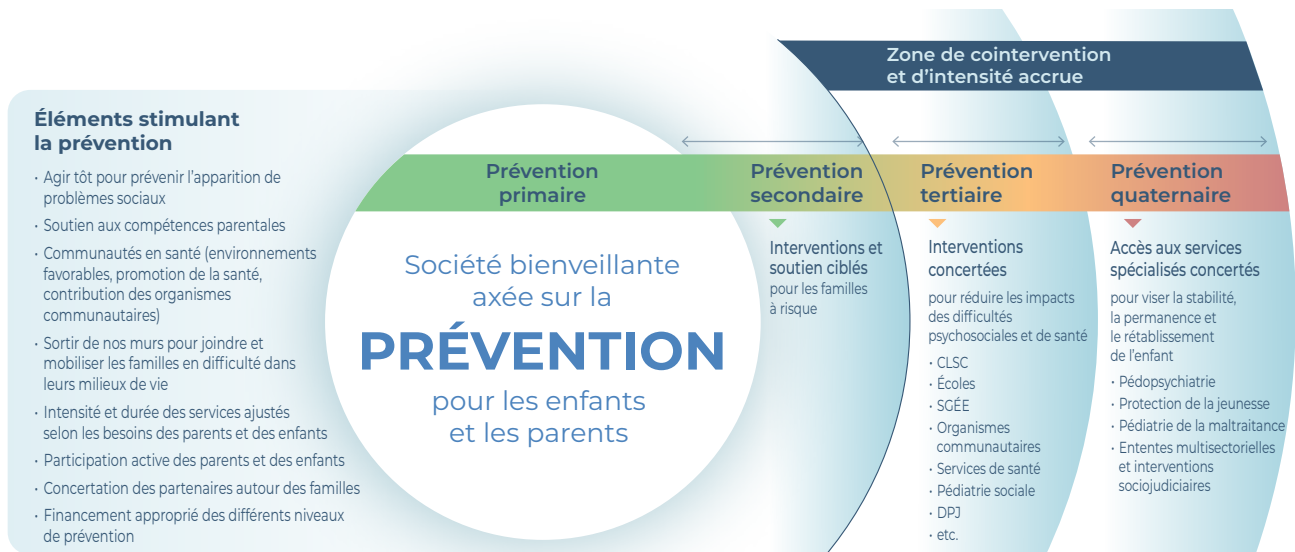 Zone de cointervention
et d'intensité accrue
Éléments stimulant
la prévention
· Agir tôt pour prévenir l'apparition de
problèmes sociaux
· Soutien aux compétences parentales
· Communautés en santé (environnements
favorables, promotion de la santé,
contribution des organismes
communautaires)
· Sortir de nos murs pour joindre et
mobiliser les familles en difficulté dans
leurs milieux de vie
· Intensité et durée des services ajustés
selon les besoins des parents et des enfants
· Participation active des parents et des enfants
· Concertation des partenaires autour des familles
· Financement approprié des différents niveaux
de prévention
Prévention
primaire
Société bienveillante
axée sur la
PRÉVENTION
pour les enfants
et les parents
Prévention
secondaire
Interventions et
soutien ciblés
pour les familles
à risque
Prévention
tertiaire
Interventions
concertées
pour réduire les impacts
des difficultés
psychosociales et de santé
· CLSC
· Écoles
· SGÉE
· Organismes
communautaires
· Services de santé
· Pédiatrie sociale
· DPJ
· etc.
Prévention
quaternaire
Accès aux services
spécialisés concertés
pour viser la stabilité,
la permanence et
le rétablissement
de l'enfant
· Pédopsychiatrie
· Protection de la jeunesse
· Pédiatrie de la maltraitance
· Ententes multisectorielles
et interventions
sociojudiciaires